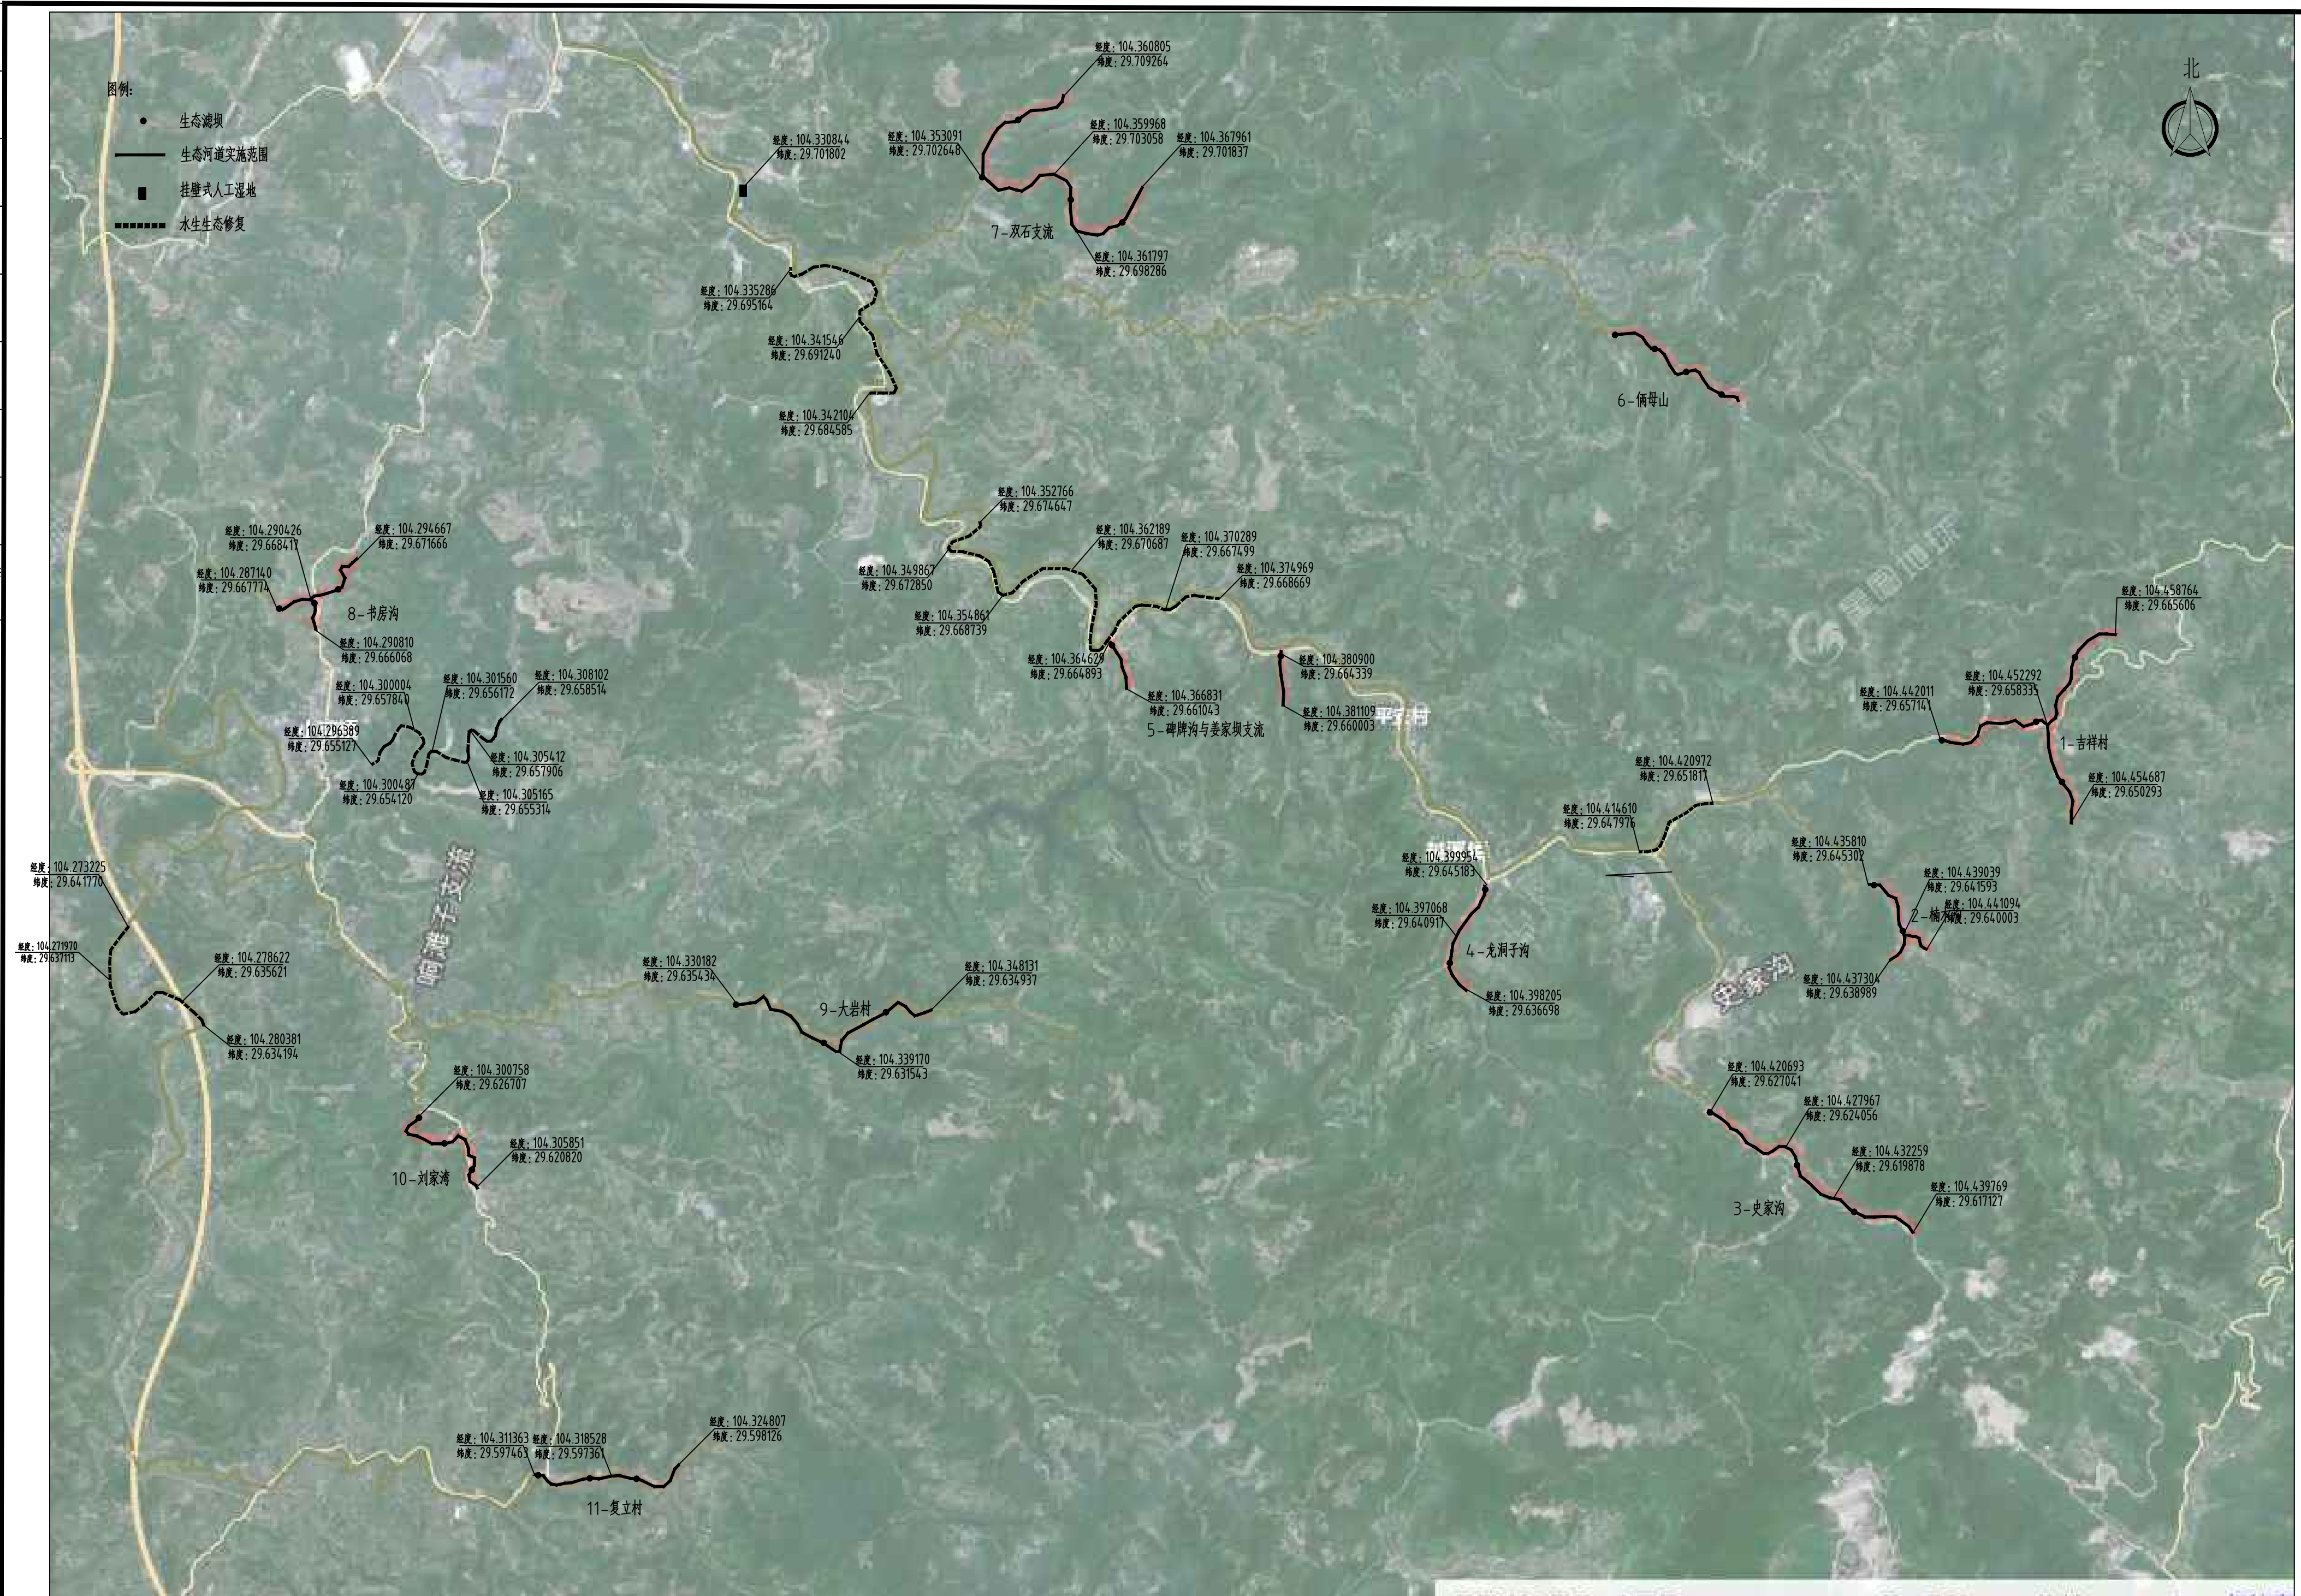 北
图例:
生态滤坝
生态河道实施范围
挂壁式人工湿地
水生生态修复
经度: 104.360805
纬度: 29.709264
经度: 104.330844
纬度: 29.701802
经度: 104.353091
纬度: 29.702648
经度: 104.359968
纬度: 29.703058
经度: 104.367961
纬度: 29.701837
7-双石支流
经度: 104.361797
纬度: 29.698286
经度: 104.335286
纬度: 29.695164
经度: 104.341546
纬度: 29.691240
经度: 104.342104
纬度: 29.684585
6-俩母山
经度: 104.352766
纬度: 29.674647
经度: 104.349867
纬度: 29.672850
经度: 104.362189
纬度: 29.670687
经度: 104.370289
纬度: 29.667499
经度: 104.374969
纬度: 29.668669
经度: 104.354861
纬度: 29.668739
经度: 104.364629
纬度: 29.664893
经度: 104.366831
纬度: 29.661043
经度: 104.380900
纬度: 29.664339
经度: 104.381109
纬度: 29.660003
5-碑牌沟与姜家坝支流
经度: 104.290426
纬度: 29.668417
经度: 104.294667
纬度: 29.671666
经度: 104.287140
纬度: 29.667774
8-书房沟
经度: 104.290810
纬度: 29.666068
经度: 104.300004
纬度: 29.657840
经度: 104.301560
纬度: 29.656172
经度: 104.308102
纬度: 29.658514
经度: 104.296389
纬度: 29.655127
经度: 104.305412
纬度: 29.657906
经度: 104.300487
纬度: 29.654120
经度: 104.305165
纬度: 29.655314
经度: 104.458764
纬度: 29.665606
经度: 104.452292
纬度: 29.658335
经度: 104.442011
纬度: 29.657141
1-吉祥村
经度: 104.454687
纬度: 29.650293
经度: 104.420972
纬度: 29.651817
经度: 104.414610
纬度: 29.647976
经度: 104.435810
纬度: 29.645302
经度: 104.439039
纬度: 29.641593
经度: 104.441094
纬度: 29.640003
经度: 104.437304
纬度: 29.638989
经度: 104.399954
纬度: 29.645183
经度: 104.397068
纬度: 29.640917
4-龙洞子沟
经度: 104.398205
纬度: 29.636698
史家沟
响滩子支流
经度: 104.273225
纬度: 29.641770
经度: 104.271970
纬度: 29.637113
经度: 104.278622
纬度: 29.635621
经度: 104.280381
纬度: 29.634194
经度: 104.330182
纬度: 29.635434
9-大岩村
经度: 104.348131
纬度: 29.634937
经度: 104.339170
纬度: 29.631543
经度: 104.300758
纬度: 29.626707
经度: 104.305851
纬度: 29.620820
10-刘家湾
经度: 104.420693
纬度: 29.627041
经度: 104.427967
纬度: 29.624056
经度: 104.432259
纬度: 29.619878
经度: 104.439769
纬度: 29.617127
3-史家沟
经度: 104.311363
纬度: 29.597463
经度: 104.318528
纬度: 29.597361
经度: 104.324807
纬度: 29.598126
11-复立村